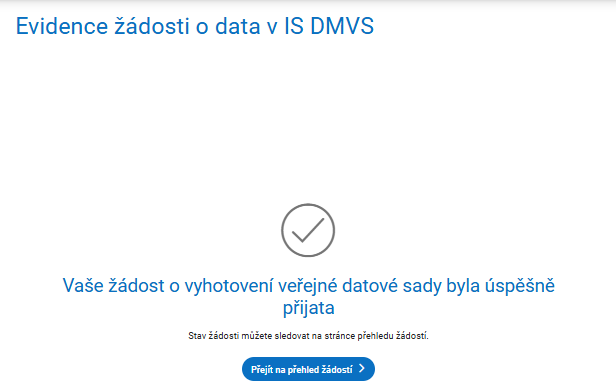 Evidence žádosti o data v IS DMVS
Vaše žádost o vyhotovení veřejné datové sady byla úspěšně
přijata
Stav žádosti můžete sledovat na stránce přehledu žádostí.
Přejít na přehled žádostí